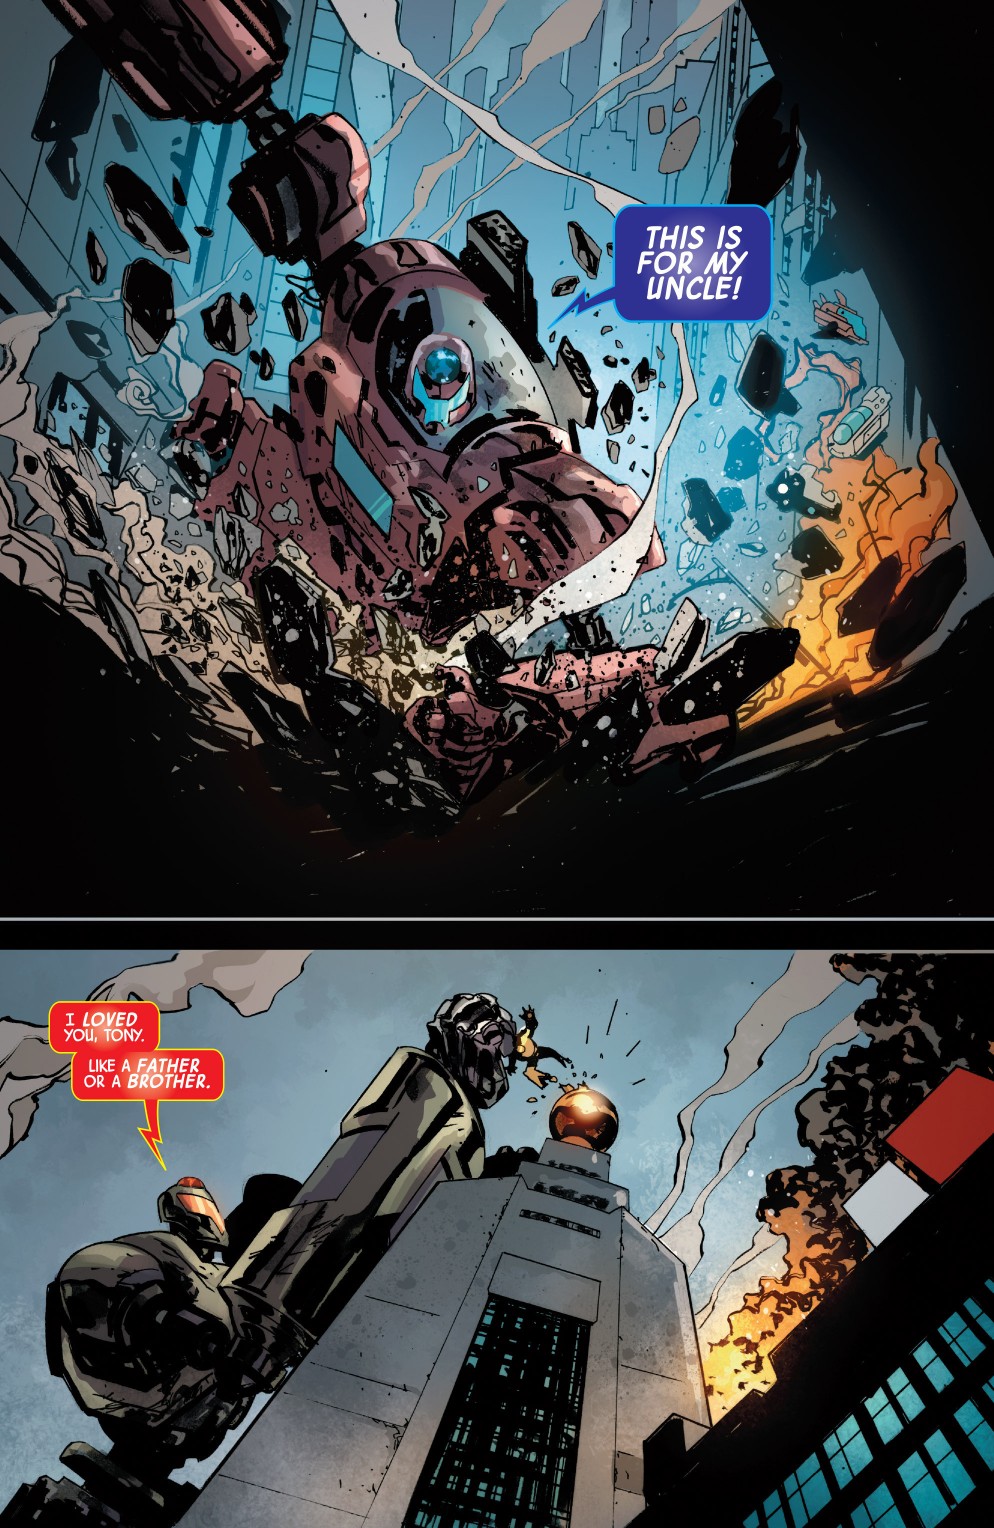 THIS IS
FOR MY
UNCLE!
I LOVED
YOU, TONY.
LIKE A FATHER
OR A BROTHER.